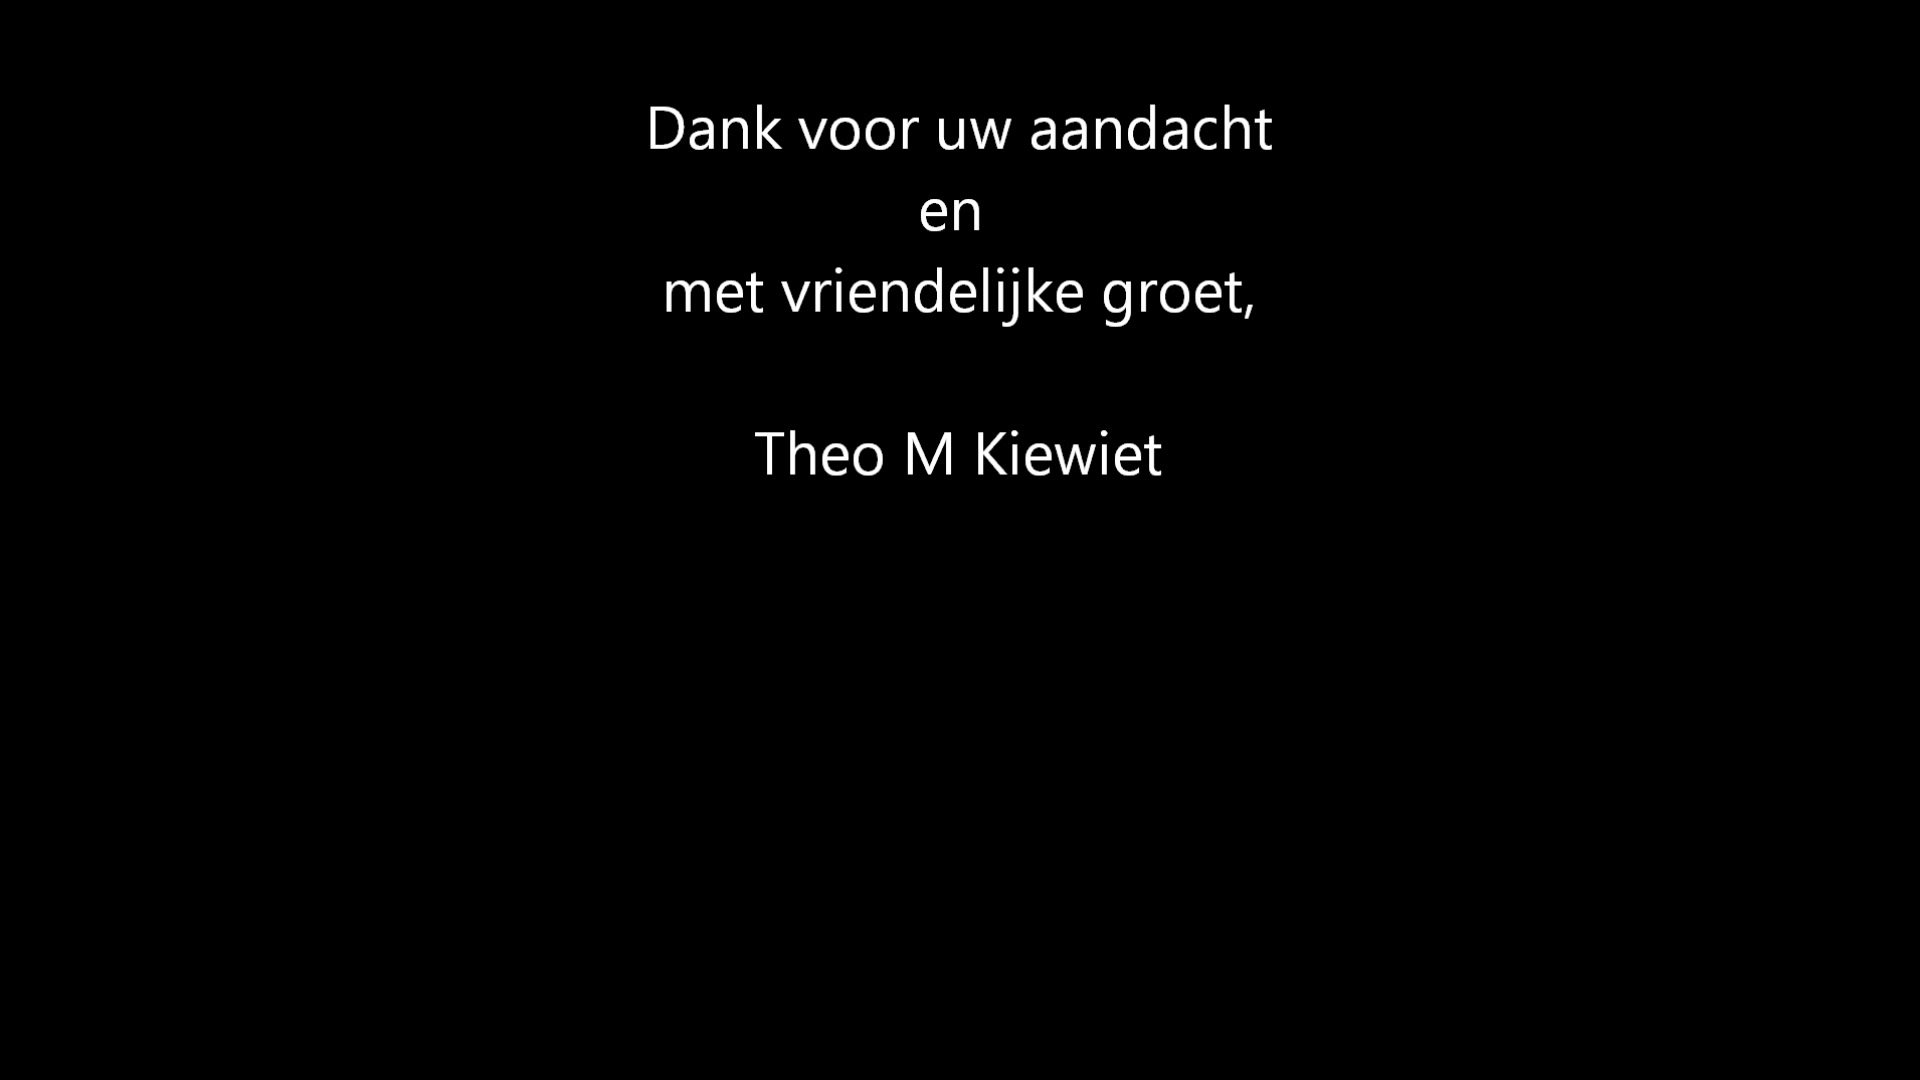 Dank voor uw aandacht
en
met vriendelijke groet,
Theo M Kiewiet